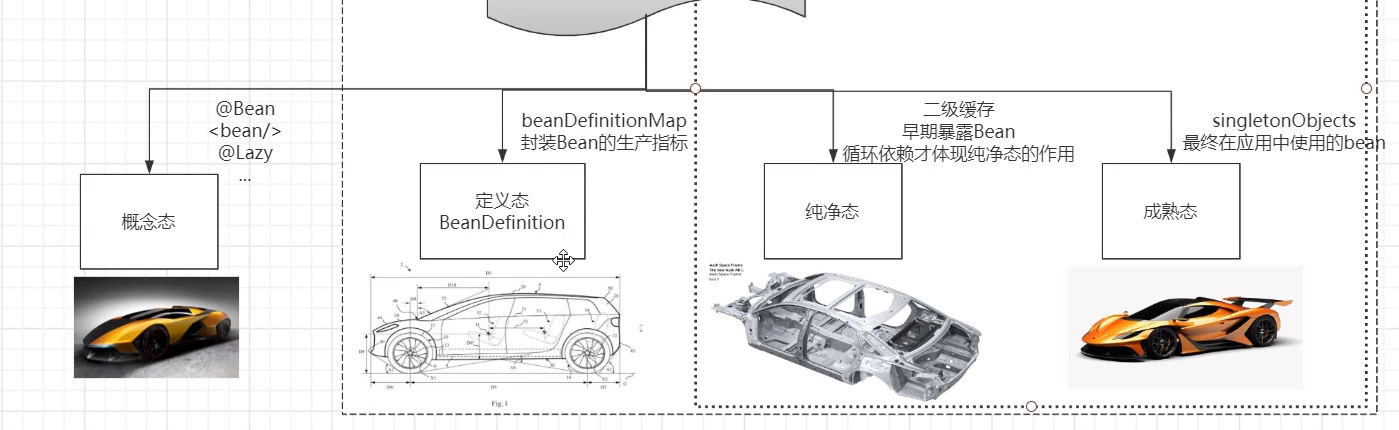 @Bean
<bean/>
@Lazy
...
概念态
beanDefinitionMap
封装Bean的生产指标
定义态
BeanDefinition
Fig. 1
二级缓存
早期暴露Bean
循环依赖才体现纯净态的作用
纯净态
Audi Space Frame
The new Audi A8 L
Audi Space Frame
singletonObjects
最终在应用中使用的bean
成熟态